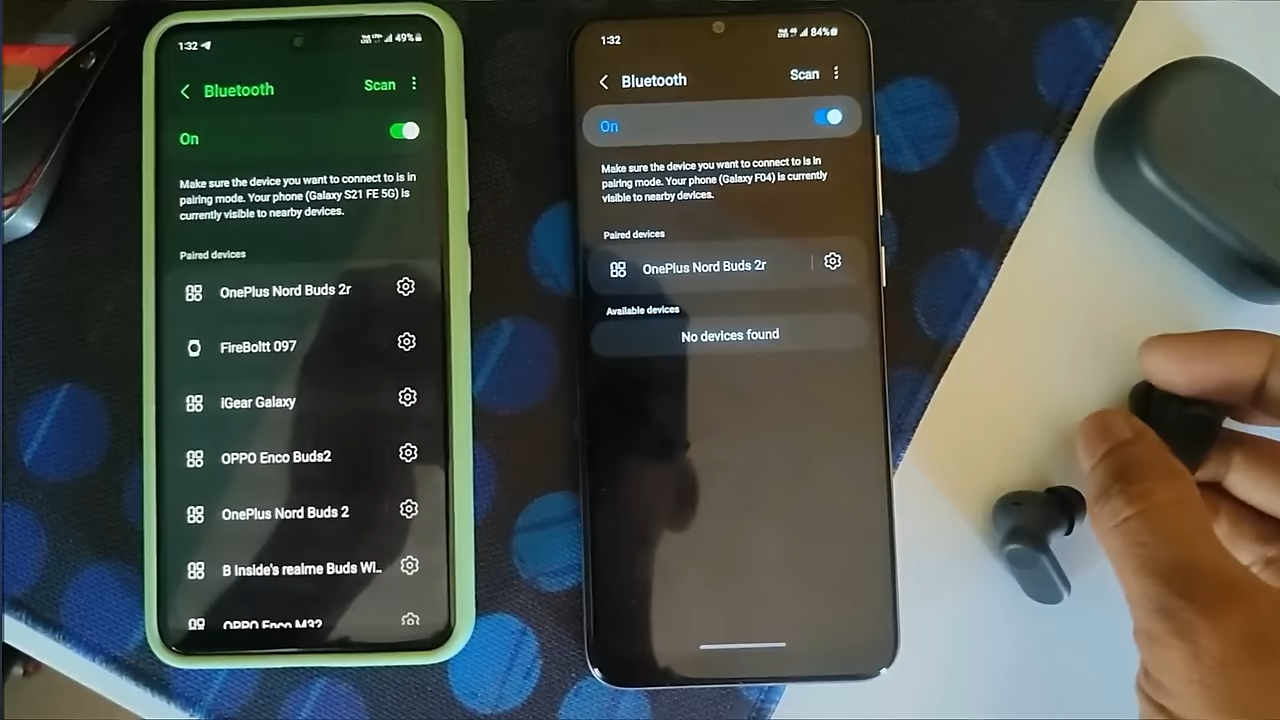 1:32
49%
Bluetooth
Scan
On
Make sure the device you want to connect to is in
pairing mode. Your phone (Galaxy S21 FE 5G) is
currently visible to nearby devices.
Paired devices
OnePlus Nord Buds 2r
FireBoltt 097
iGear Galaxy
OPPO Enco Buds2
OnePlus Nord Buds 2
B Inside's realme Buds Wi..
OPPO Enco M32
1:32
84%
Bluetooth
Scan
On
Make sure the device you want to connect to is in
pairing mode. Your phone (Galaxy F04) is currently
visible to nearby devices.
Paired devices
OnePlus Nord Buds 2r
Available devices
No devices found